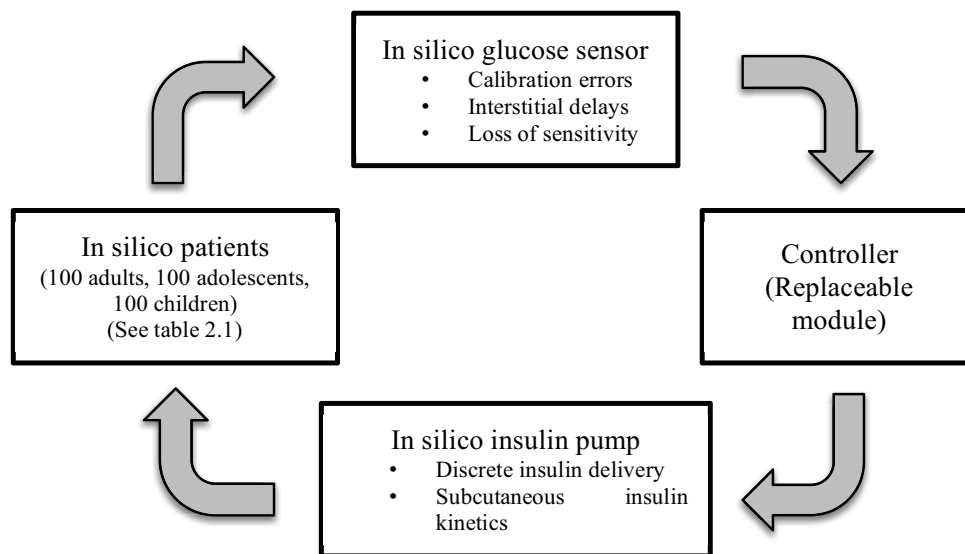 In silico glucose sensor
• Calibration errors
• Interstitial delays
• Loss of sensitivity
In silico patients
(100 adults, 100 adolescents,
100 children)
(See table 2.1)
Controller
(Replaceable
module)
In silico insulin pump
• Discrete insulin delivery
• Subcutaneous insulin
kinetics